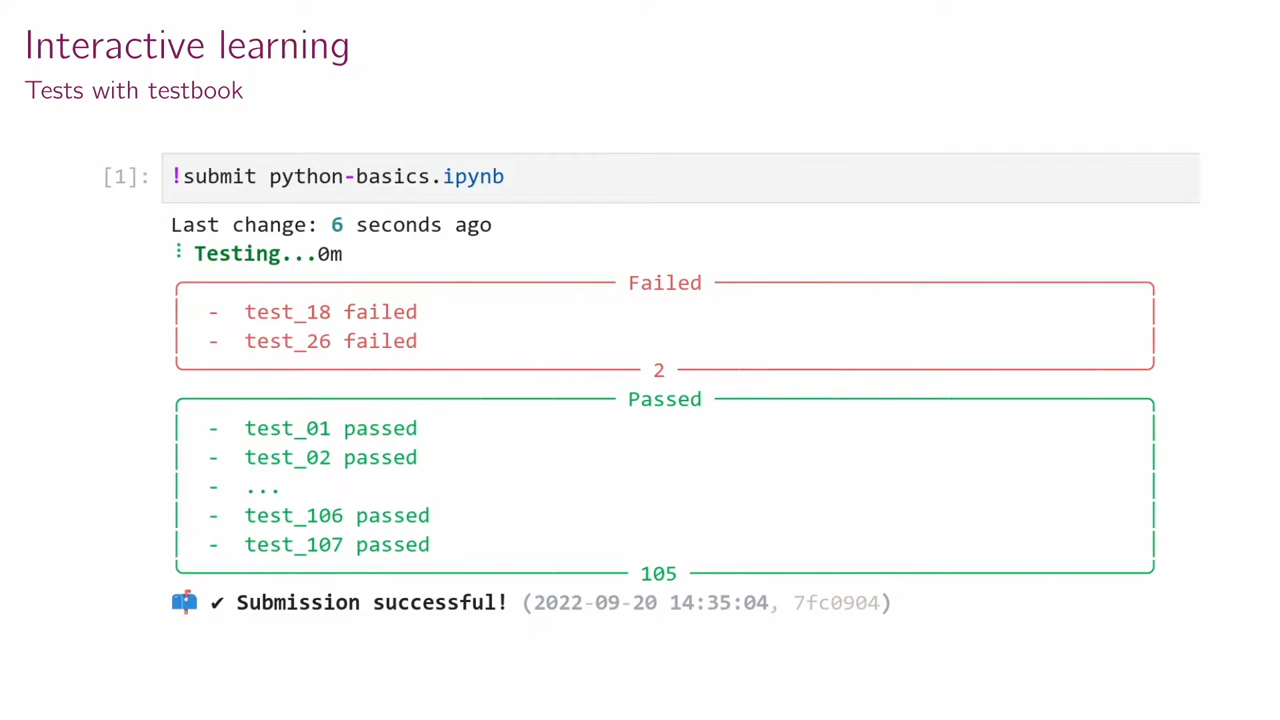 Interactive learning
Tests with testbook
[1]: !submit python-basics.ipynb
Last change: 6 seconds ago
⠸ Testing...0m
Failed
- test_18 failed
- test_26 failed
2
Passed
- test_01 passed
- test_02 passed
- ...
- test_106 passed
- test_107 passed
105
📫 ✔ Submission successful! (2022-09-20 14:35:04, 7fc0904)